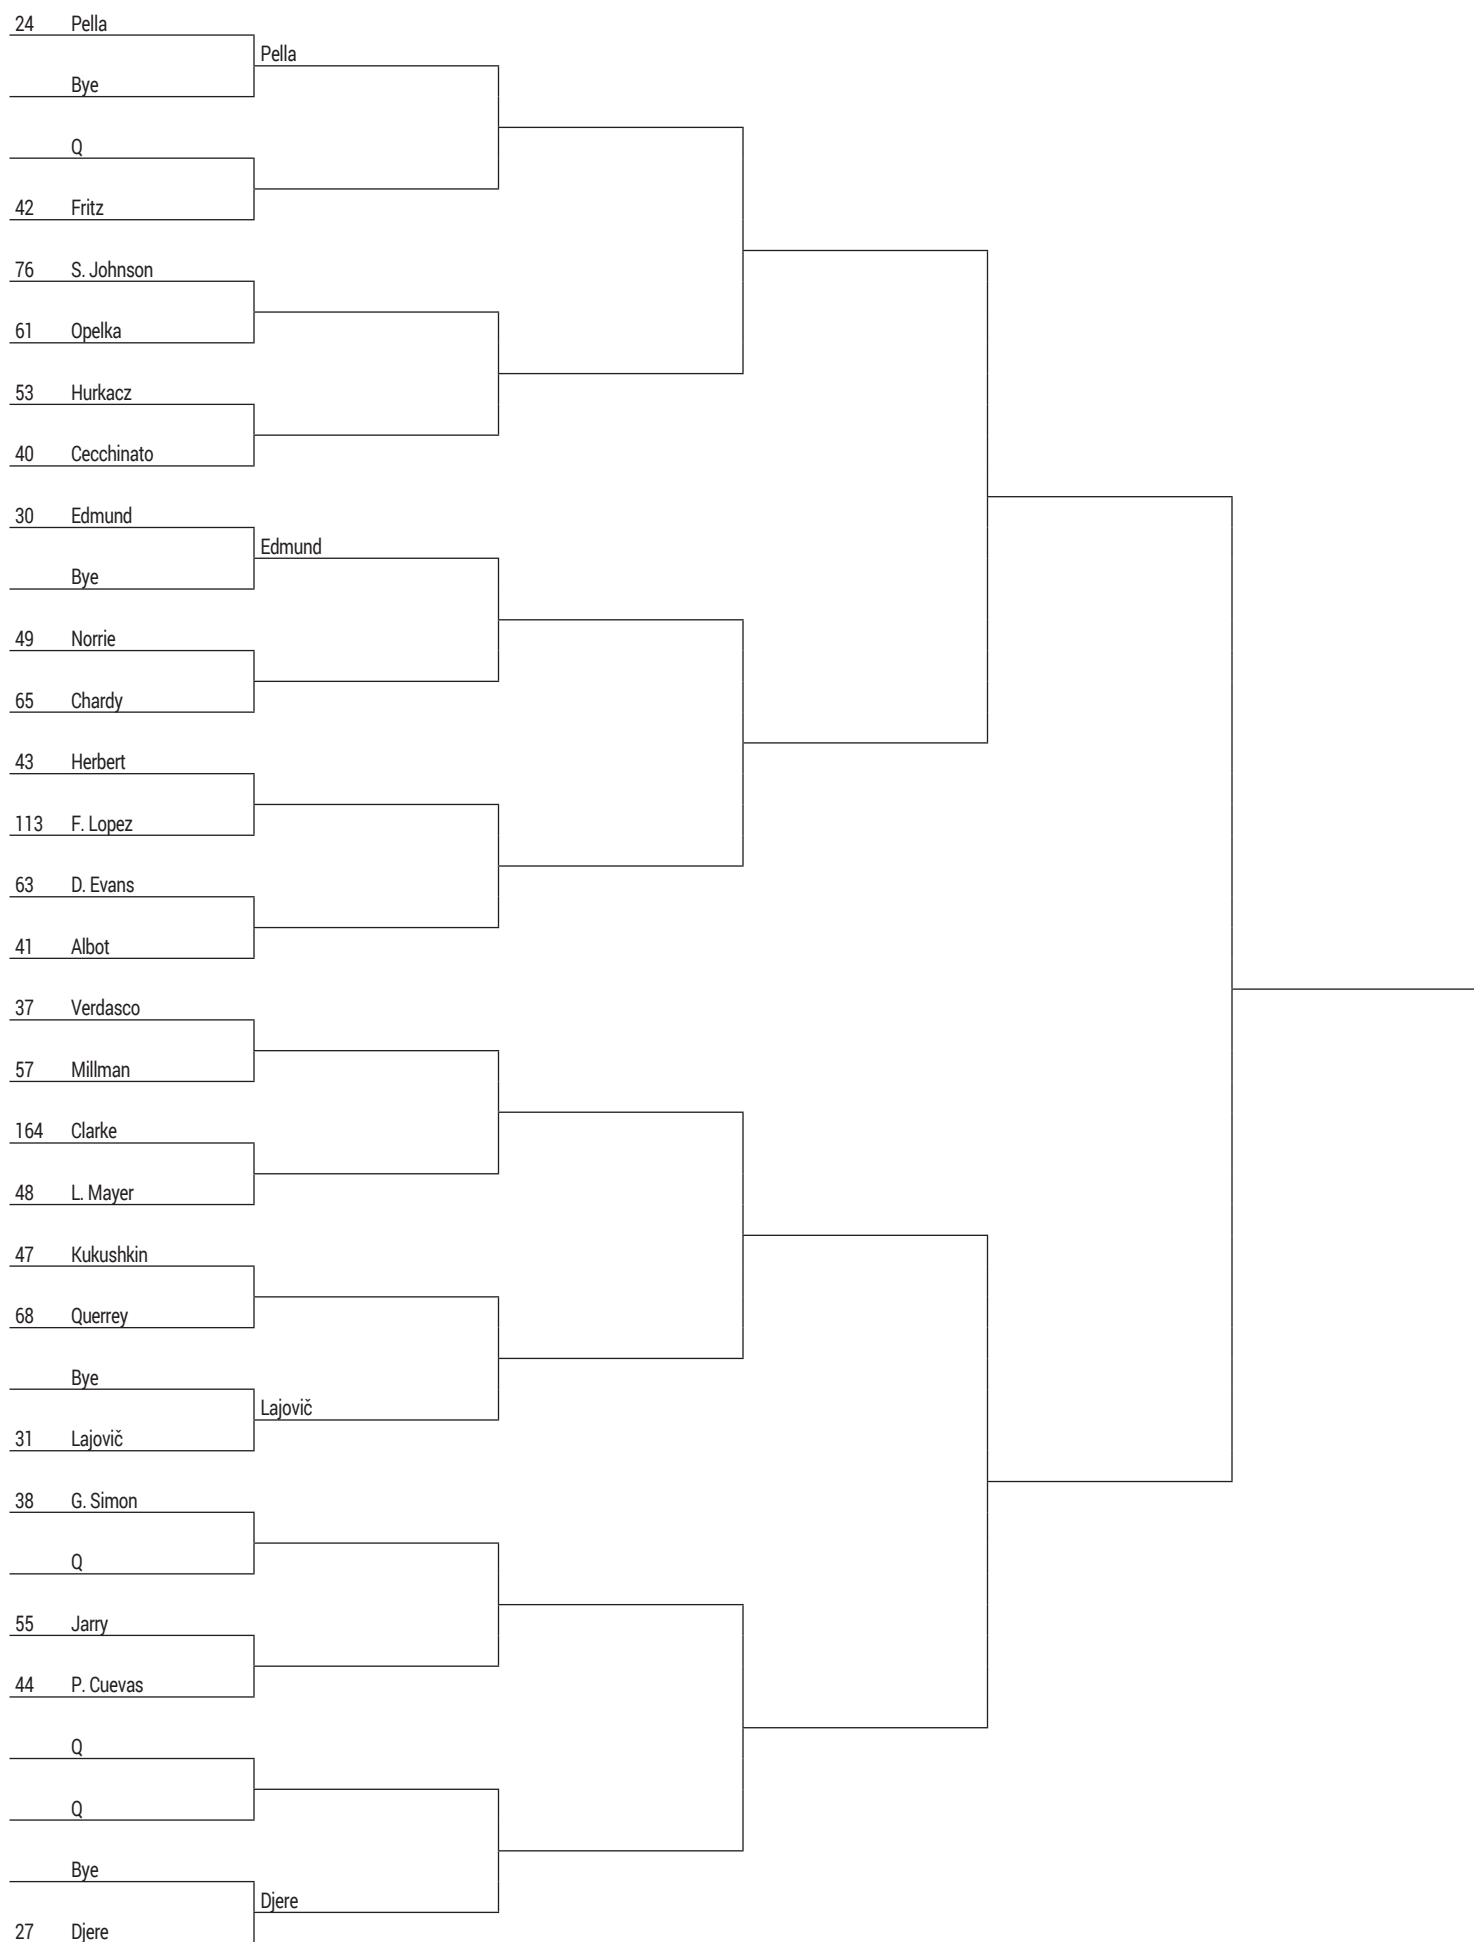 24 Pella
Pella
Bye
Q
42 Fritz
76 S. Johnson
61 Opelka
53 Hurkacz
40 Cecchinato
30 Edmund
Edmund
Bye
49 Norrie
65 Chardy
43 Herbert
113 F. Lopez
63 D. Evans
41 Albot
37 Verdasco
57 Millman
164 Clarke
48 L. Mayer
47 Kukushkin
68 Querrey
Bye
Lajovič
31 Lajovič
38 G. Simon
Q
55 Jarry
44 P. Cuevas
Q
Q
Bye
Djere
27 Djere